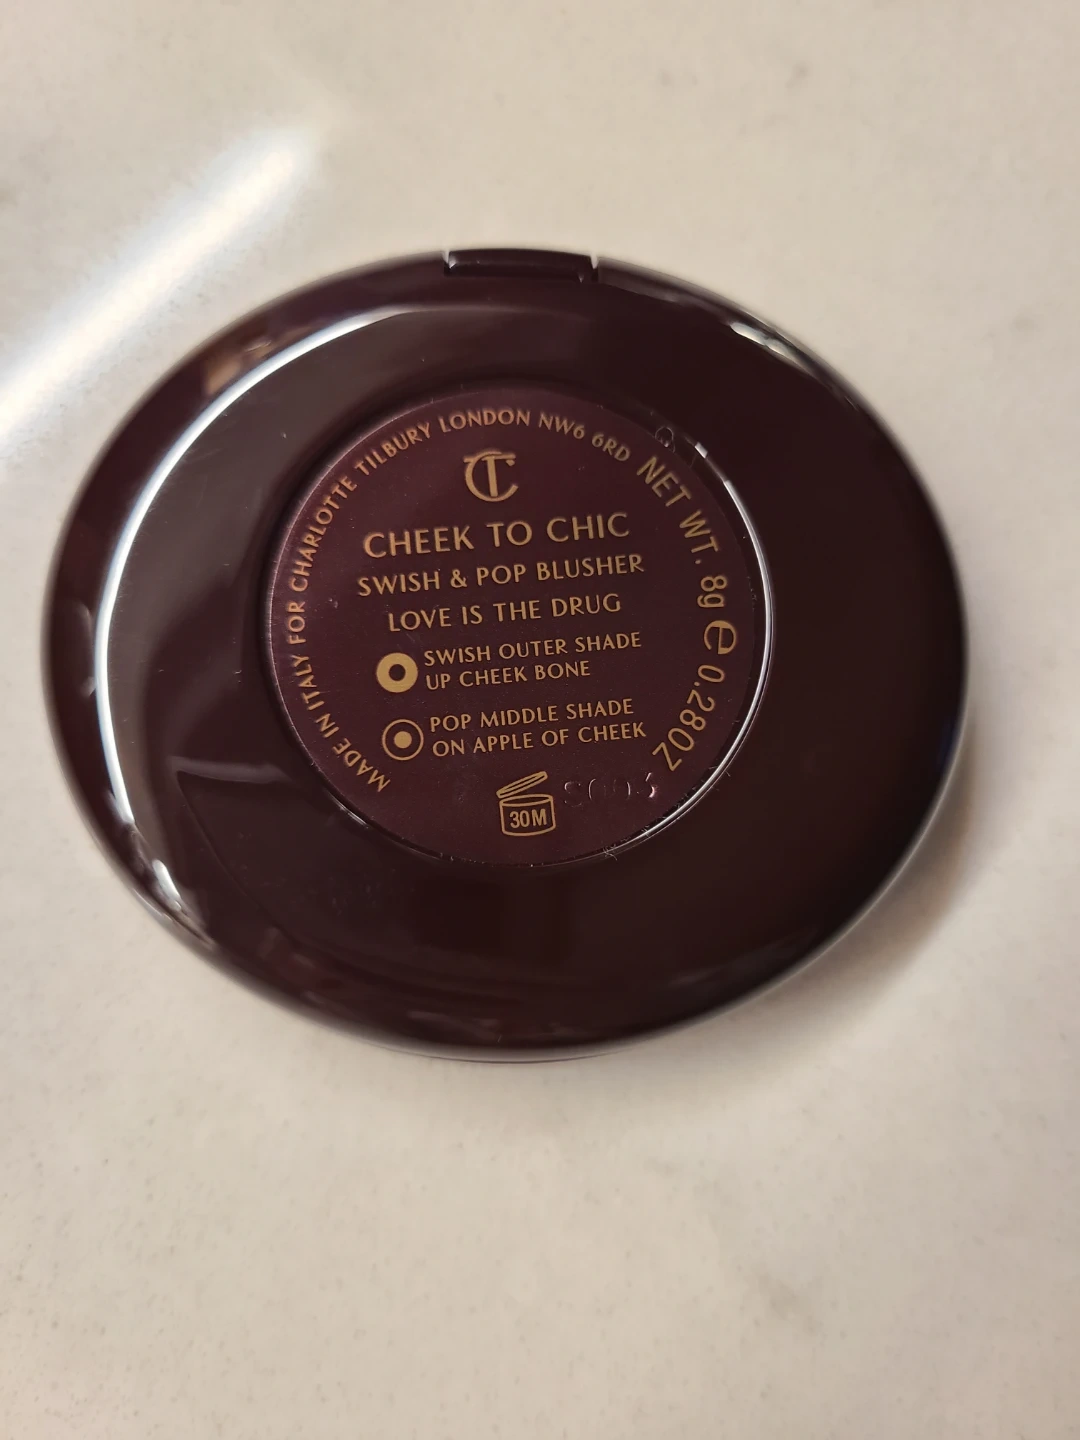 MADE IN ITALY FOR CHARLOTTE TILBURY LONDON NW6 6RD
NET WT. 8g e 0.28OZ
CT
CHEEK TO CHIC
SWISH & POP BLUSHER
LOVE IS THE DRUG
SWISH OUTER SHADE
UP CHEEK BONE
POP MIDDLE SHADE
ON APPLE OF CHEEK
30M